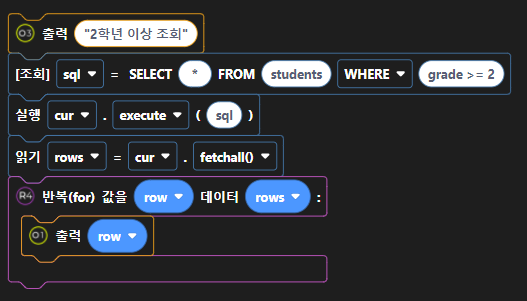 O3 출력 "2학년 이상 조회"
[조회] sql = SELECT * FROM students WHERE grade >= 2
실행 cur . execute ( sql )
읽기 rows = cur . fetchall()
R4 반복(for) 값을 row 데이터 rows :
O1 출력 row